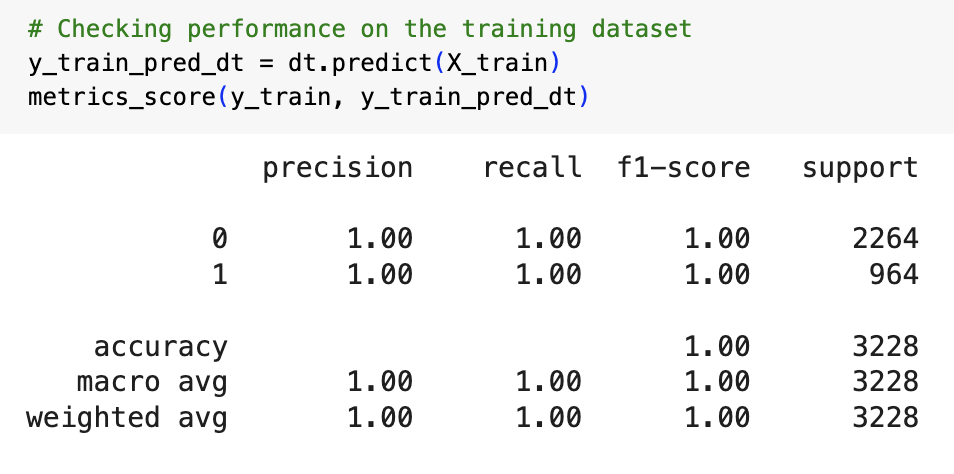 # Checking performance on the training dataset
y_train_pred_dt = dt.predict(X_train)
metrics_score(y_train, y_train_pred_dt)
precision recall f1-score support
0 1.00 1.00 1.00 2264
1 1.00 1.00 1.00 964
accuracy 1.00 3228
macro avg 1.00 1.00 1.00 3228
weighted avg 1.00 1.00 1.00 3228